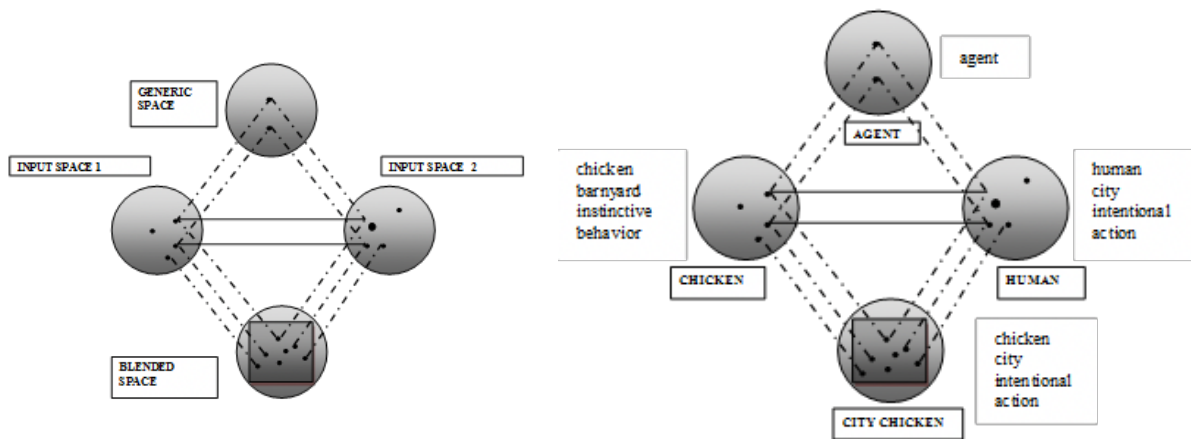 GENERIC
SPACE
INPUT SPACE 1
INPUT SPACE 2
BLENDED
SPACE
agent
AGENT
chicken
barnyard
instinctive
behavior
human
city
intentional
action
CHICKEN
HUMAN
chicken
city
intentional
action
CITY CHICKEN